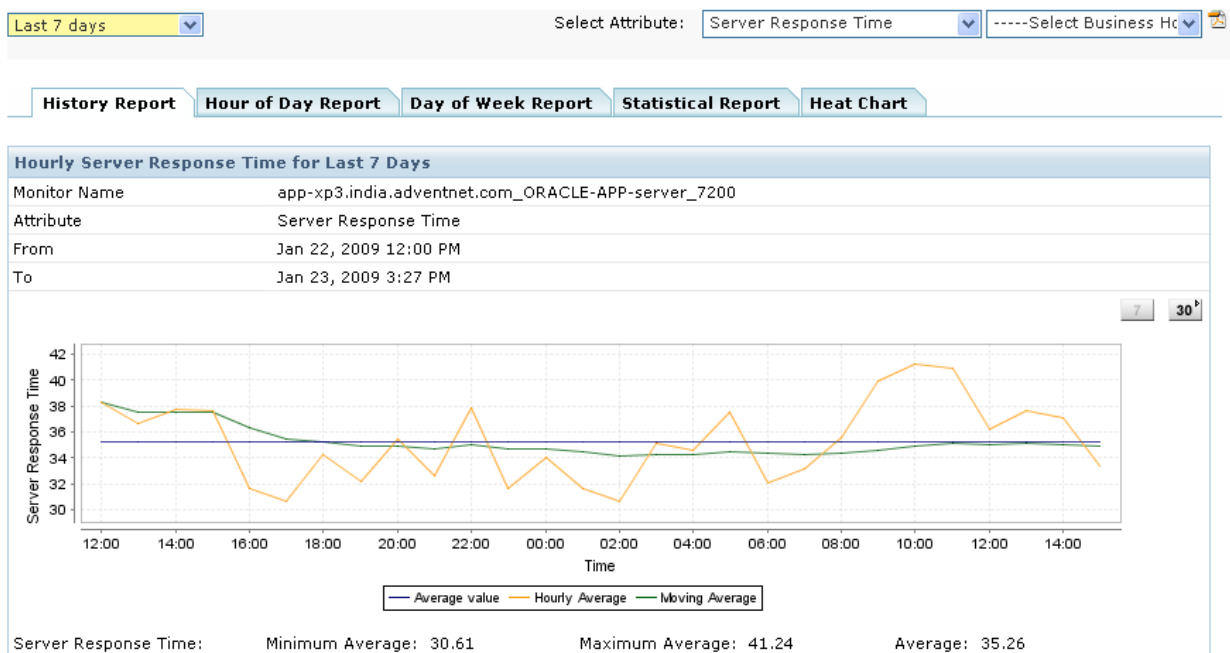 Last 7 days Select Attribute: Server Response Time -----Select Business Ho
History Report Hour of Day Report Day of Week Report Statistical Report Heat Chart
Hourly Server Response Time for Last 7 Days
Monitor Name app-xp3.india.adventnet.com_ORACLE-APP-server_7200
Attribute Server Response Time
From Jan 22, 2009 12:00 PM
To Jan 23, 2009 3:27 PM
7 30
Server Response Time
42
40
38
36
34
32
30
12:00 14:00 16:00 18:00 20:00 22:00 00:00 02:00 04:00 06:00 08:00 10:00 12:00 14:00
Time
Average value Hourly Average Moving Average
Server Response Time: Minimum Average: 30.61 Maximum Average: 41.24 Average: 35.26